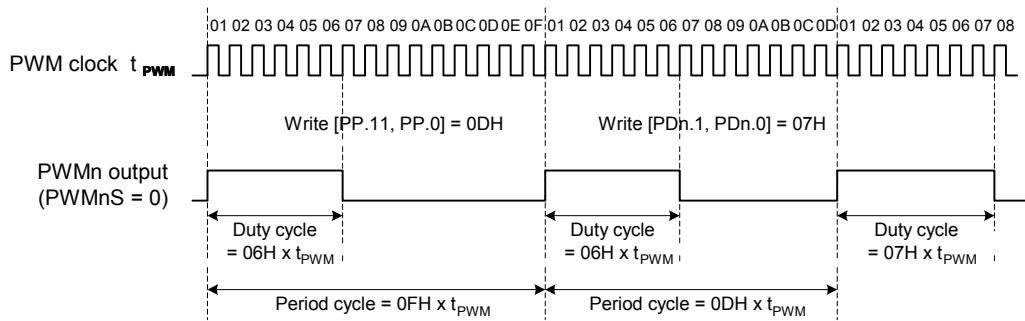 01 02 03 04 05 06 07 08 09 0A 0B 0C 0D 0E 0F 01 02 03 04 05 06 07 08 09 0A 0B 0C 0D 01 02 03 04 05 06 07 08
PWM clock t PWM
Write [PP.11, PP.0] = 0DH Write [PDn.1, PDn.0] = 07H
PWMn output
(PWMnS = 0)
Duty cycle Duty cycle Duty cycle
= 06H x tPWM = 06H x tPWM = 07H x tPWM
Period cycle = 0FH x tPWM Period cycle = 0DH x tPWM